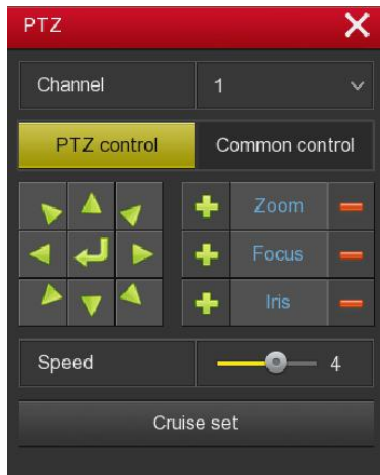 PTZ
Channel 1
PTZ control Common control
Zoom
Focus
Iris
Speed 4
Cruise set